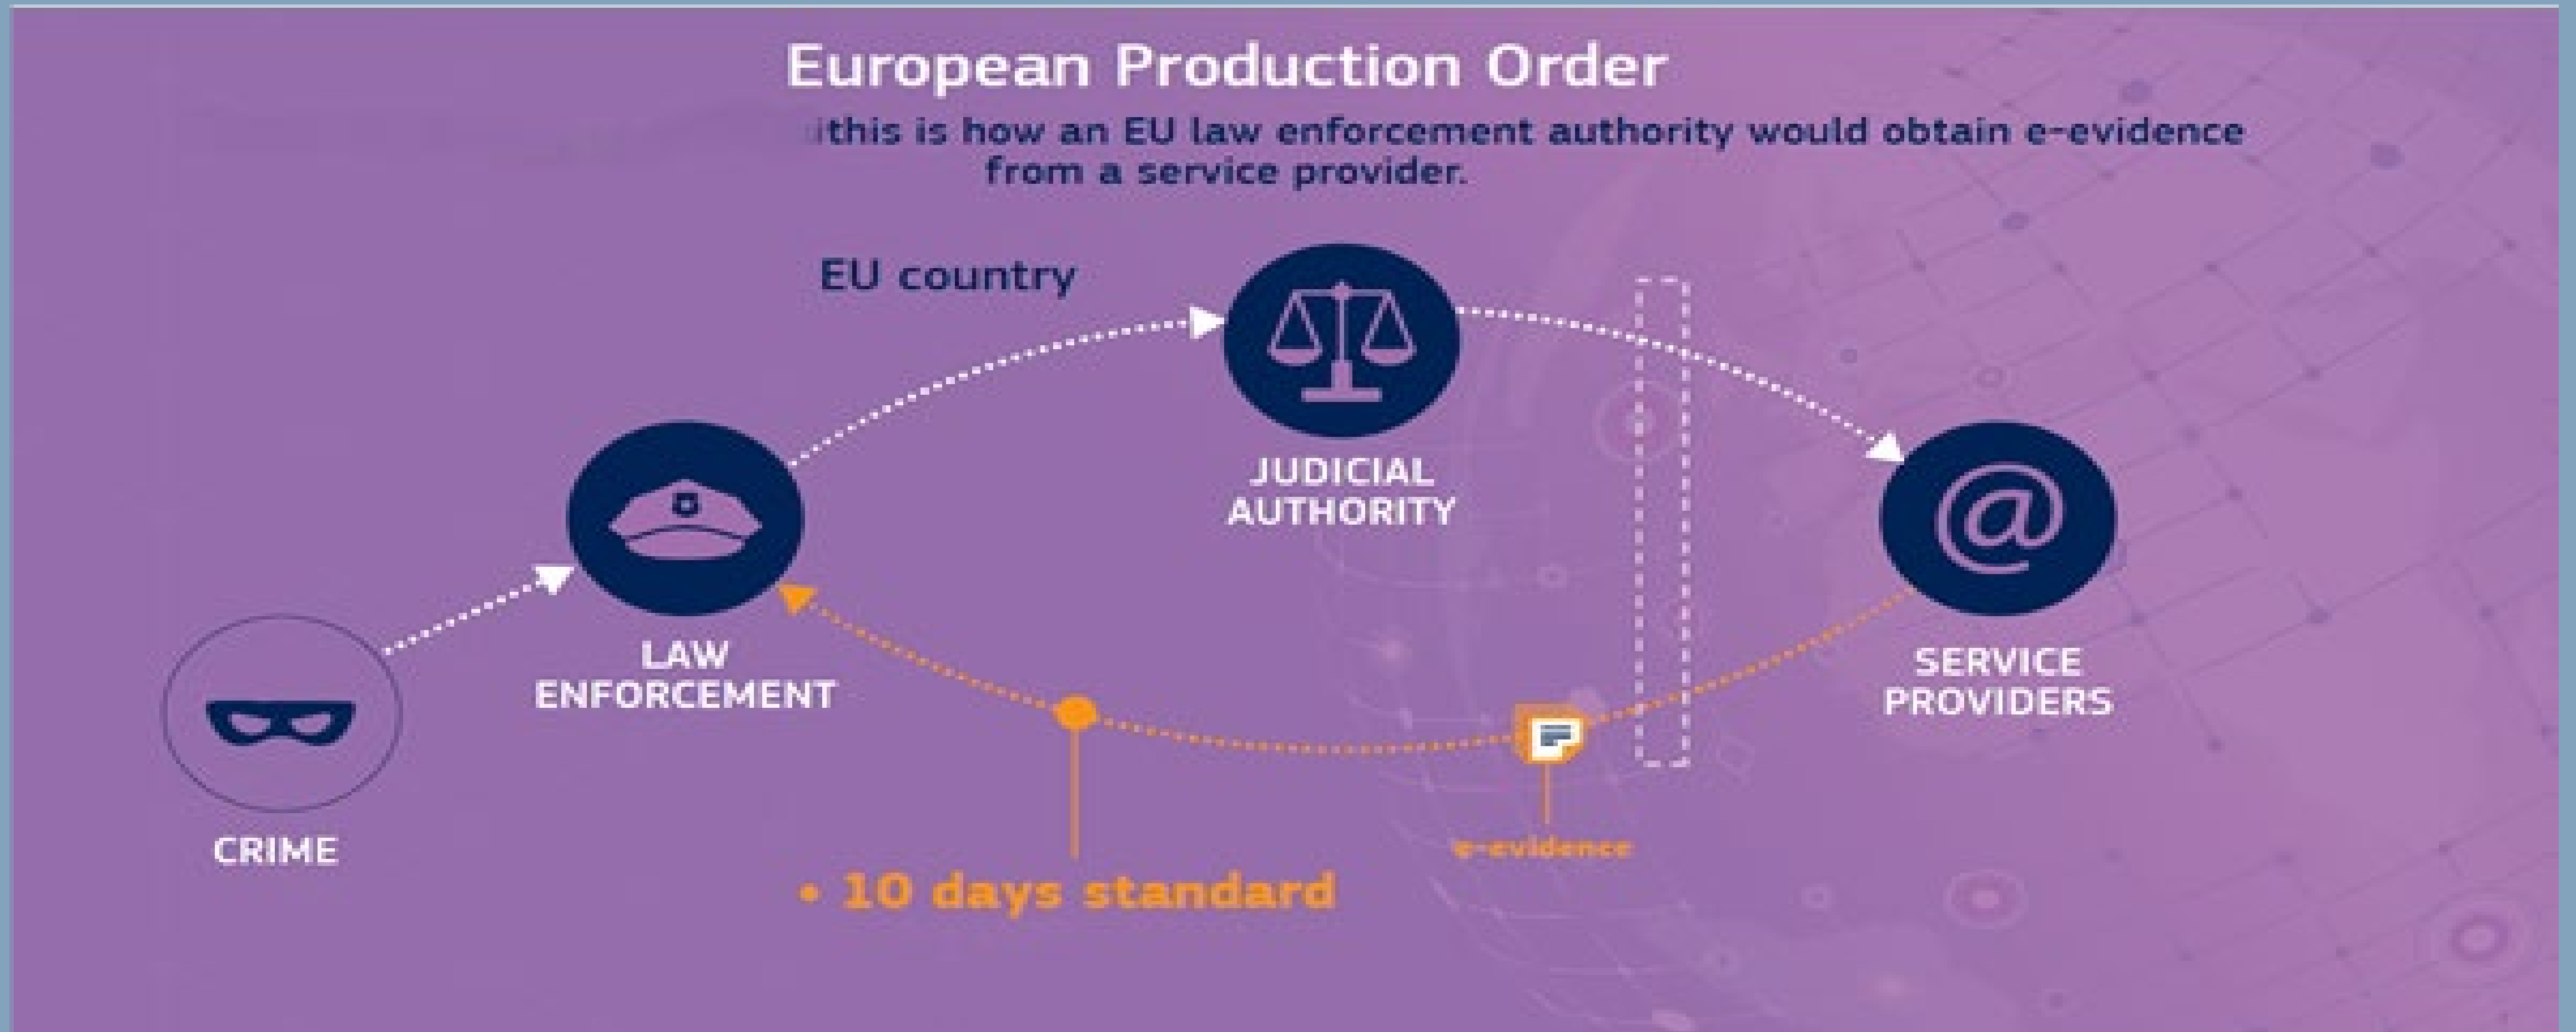 European Production Order
this is how an EU law enforcement authority would obtain e-evidence
from a service provider.
EU country
JUDICIAL
AUTHORITY
LAW
ENFORCEMENT
SERVICE
PROVIDERS
CRIME
e-evidence
• 10 days standard